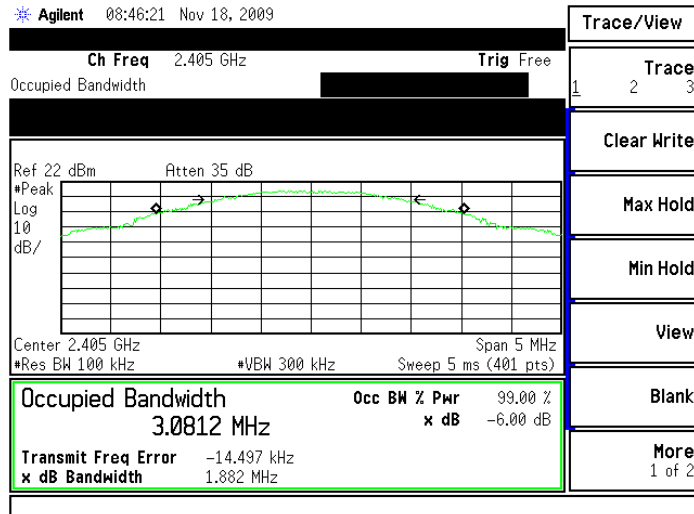 Agilent 08:46:21 Nov 18, 2009
Trace/View
Ch Freq 2.405 GHz Trig Free
Occupied Bandwidth
Trace
1 2 3
Clear Write
Max Hold
Min Hold
View
Blank
More
1 of 2
Ref 22 dBm Atten 35 dB
#Peak
Log
10
dB/
Center 2.405 GHz Span 5 MHz
#Res BW 100 kHz #VBW 300 kHz Sweep 5 ms (401 pts)
Occupied Bandwidth Occ BW % Pwr 99.00 %
3.0812 MHz x dB -6.00 dB
Transmit Freq Error -14.497 kHz
x dB Bandwidth 1.882 MHz